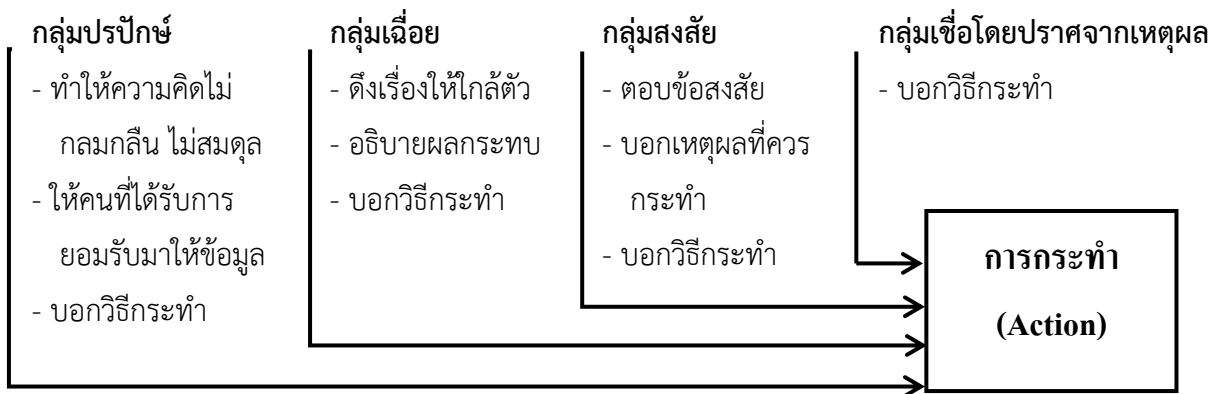 กลุ่มปรปักษ์
- ทำให้ความคิดไม่
กลมกลืน ไม่สมดุล
- ให้คนที่ได้รับการ
ยอมรับมาให้ข้อมูล
- บอกวิธีกระทำ
กลุ่มเฉื่อย
- ดึงเรื่องให้ใกล้ตัว
- อธิบายผลกระทบ
- บอกวิธีกระทำ
กลุ่มสงสัย
- ตอบข้อสงสัย
- บอกเหตุผลที่ควร
กระทำ
- บอกวิธีกระทำ
กลุ่มเชื่อโดยปราศจากเหตุผล
- บอกวิธีกระทำ
การกระทำ
(Action)